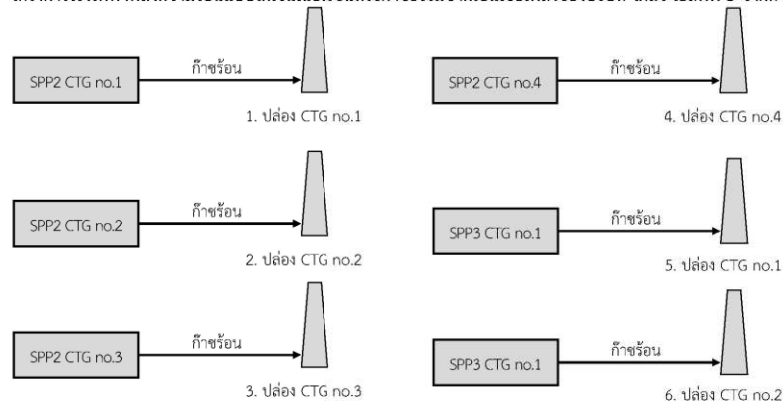 ก๊าซร้อน
SPP2 CTG no.1
1. ปล่อง CTG no.1
ก๊าซร้อน
SPP2 CTG no.2
2. ปล่อง CTG no.2
ก๊าซร้อน
SPP2 CTG no.3
3. ปล่อง CTG no.3
ก๊าซร้อน
SPP2 CTG no.4
4. ปล่อง CTG no.4
ก๊าซร้อน
SPP3 CTG no.1
5. ปล่อง CTG no.1
ก๊าซร้อน
SPP3 CTG no.1
6. ปล่อง CTG no.2